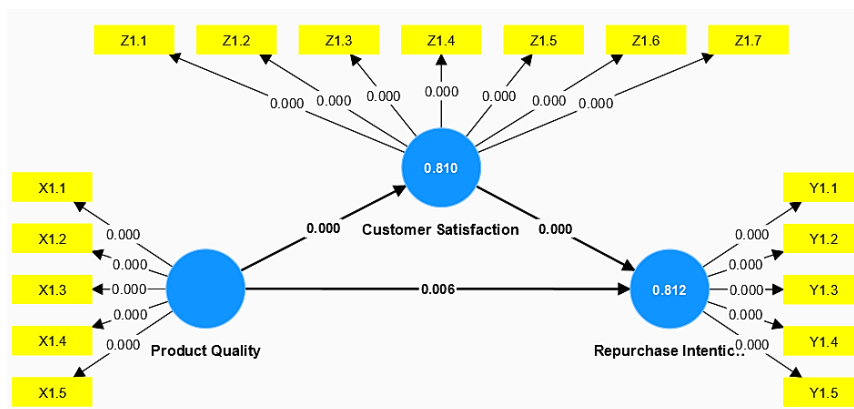 Z1.1 Z1.2 Z1.3 Z1.4 Z1.5 Z1.6 Z1.7
0.000 0.000 0.000 0.000 0.000 0.000 0.000
0.810
Customer Satisfaction
X1.1
X1.2
X1.3
X1.4
X1.5
0.000
0.000
0.000
0.000
0.000
Product Quality
0.000
0.000
0.006
0.812
Repurchase Intention
0.000
0.000
0.000
0.000
0.000
Y1.1
Y1.2
Y1.3
Y1.4
Y1.5